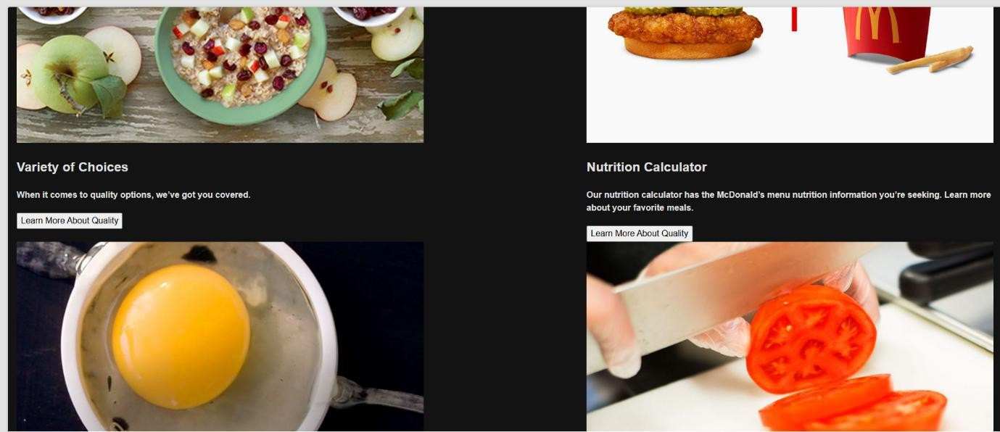 Variety of Choices
When it comes to quality options, we’ve got you covered.
Learn More About Quality
Nutrition Calculator
Our nutrition calculator has the McDonald’s menu nutrition information you’re seeking. Learn more
about your favorite meals.
Learn More About Quality